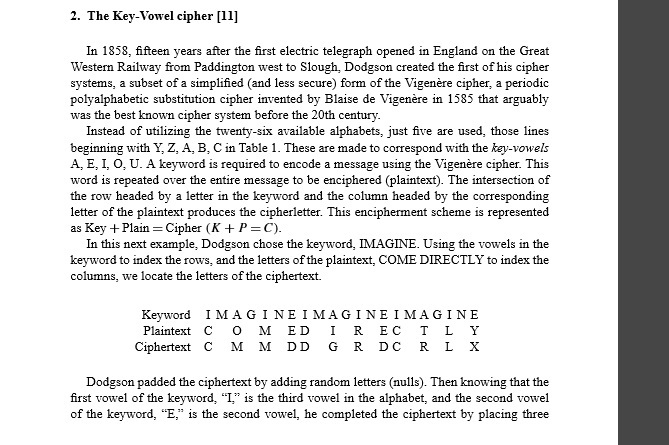 2. The Key-Vowel cipher [11]
In 1858, fifteen years after the first electric telegraph opened in England on the Great
Western Railway from Paddington west to Slough, Dodgson created the first of his cipher
systems, a subset of a simplified (and less secure) form of the Vigenère cipher, a periodic
polyalphabetic substitution cipher invented by Blaise de Vigenère in 1585 that arguably
was the best known cipher system before the 20th century.
Instead of utilizing the twenty-six available alphabets, just five are used, those lines
beginning with Y, Z, A, B, C in Table 1. These are made to correspond with the key-vowels
A, E, I, O, U. A keyword is required to encode a message using the Vigenère cipher. This
word is repeated over the entire message to be enciphered (plaintext). The intersection of
the row headed by a letter in the keyword and the column headed by the corresponding
letter of the plaintext produces the cipherletter. This encipherment scheme is represented
as Key + Plain = Cipher (K + P = C).
In this next example, Dodgson chose the keyword, IMAGINE. Using the vowels in the
keyword to index the rows, and the letters of the plaintext, COME DIRECTLY to index the
columns, we locate the letters of the ciphertext.
Keyword I M A G I N E I M A G I N E I M A G I N E
Plaintext C O M E D I R E C T L Y
Ciphertext C M M D D G R D C R L X
Dodgson padded the ciphertext by adding random letters (nulls). Then knowing that the
first vowel of the keyword, “I,” is the third vowel in the alphabet, and the second vowel
of the keyword, “E,” is the second vowel, he completed the ciphertext by placing three